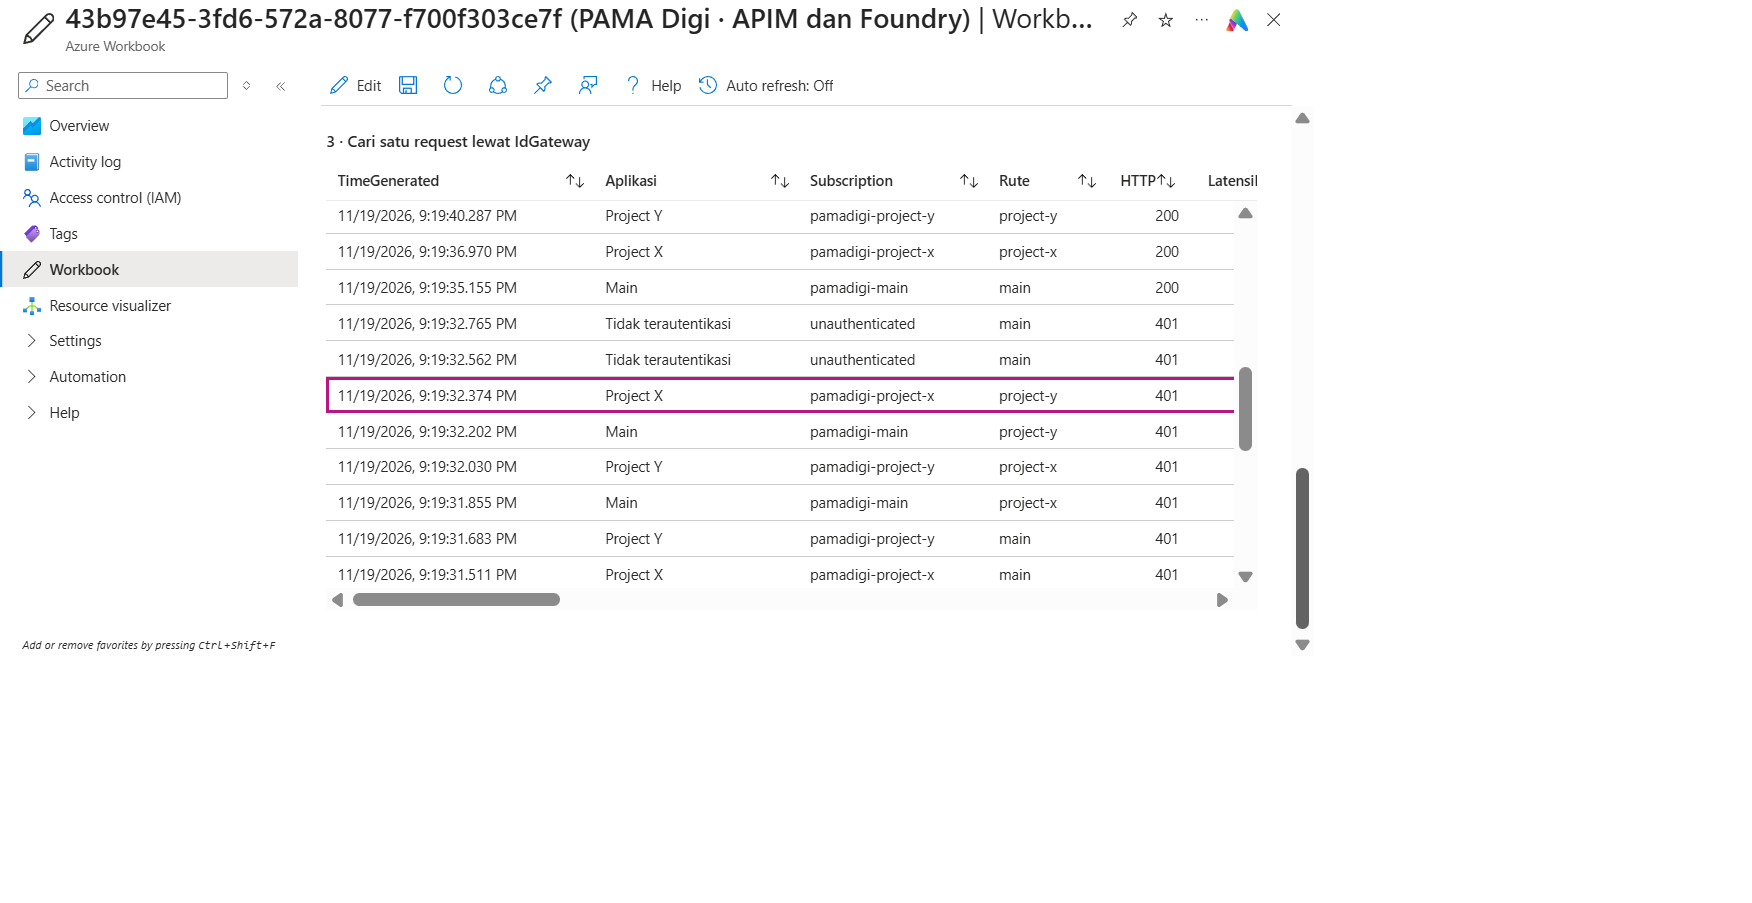 43b97e45-3fd6-572a-8077-f700f303ce7f (PAMA Digi · APIM dan Foundry) | Workb...
Azure Workbook
Search
Edit
Help
Auto refresh: Off
Overview
Activity log
Access control (IAM)
Tags
Workbook
Resource visualizer
Settings
Automation
Help
Add or remove favorites by pressing Ctrl+Shift+F
3 · Cari satu request lewat IdGateway
TimeGenerated Aplikasi Subscription Rute HTTP Latensi
11/19/2026, 9:19:40.287 PM Project Y pamadigi-project-y project-y 200
11/19/2026, 9:19:36.970 PM Project X pamadigi-project-x project-x 200
11/19/2026, 9:19:35.155 PM Main pamadigi-main main 200
11/19/2026, 9:19:32.765 PM Tidak terautentikasi unauthenticated main 401
11/19/2026, 9:19:32.562 PM Tidak terautentikasi unauthenticated main 401
11/19/2026, 9:19:32.374 PM Project X pamadigi-project-x project-y 401
11/19/2026, 9:19:32.202 PM Main pamadigi-main project-y 401
11/19/2026, 9:19:32.030 PM Project Y pamadigi-project-y project-x 401
11/19/2026, 9:19:31.855 PM Main pamadigi-main project-x 401
11/19/2026, 9:19:31.683 PM Project Y pamadigi-project-y main 401
11/19/2026, 9:19:31.511 PM Project X pamadigi-project-x main 401